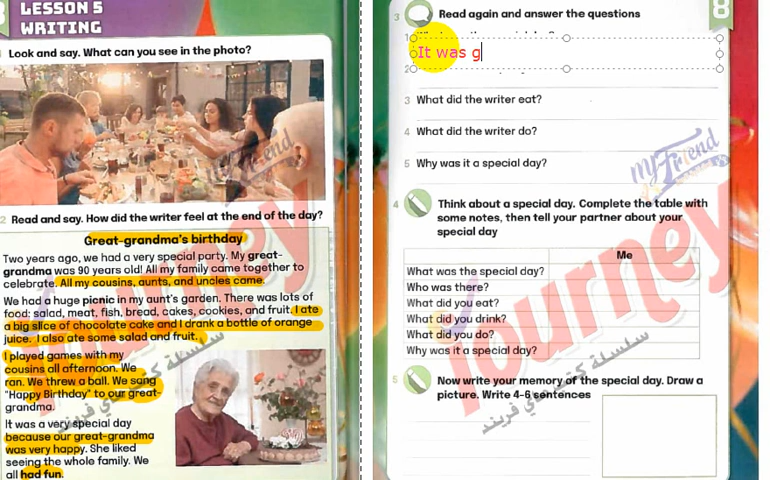 LESSON 5
WRITING
Look and say. What can you see in the photo?
2 Read and say. How did the writer feel at the end of the day?
Great-grandma's birthday
Two years ago, we had a very special party. My great-
grandma was 90 years old! All my family came together to
celebrate. All my cousins, aunts, and uncles came.
We had a huge picnic in my aunt's garden. There was lots of
food: salad, meat, fish, bread, cakes, cookies, and fruit. I ate
a big slice of chocolate cake and I drank a bottle of orange
juice. I also ate some salad and fruit.
I played games with my
cousins all afternoon. We
ran. We threw a ball. We sang
"Happy Birthday" to our great-
grandma.
It was a very special day
because our great-grandma
was very happy. She liked
seeing the whole family. We
all had fun.
8
3 Read again and answer the questions
1
It was g
2
3 What did the writer eat?
4 What did the writer do?
5 Why was it a special day?
4 Think about a special day. Complete the table with
some notes, then tell your partner about your
special day
Me
What was the special day?
Who was there?
What did you eat?
What did you drink?
What did you do?
Why was it a special day?
5 Now write your memory of the special day. Draw a
picture. Write 4-6 sentences
my Friend
Journey